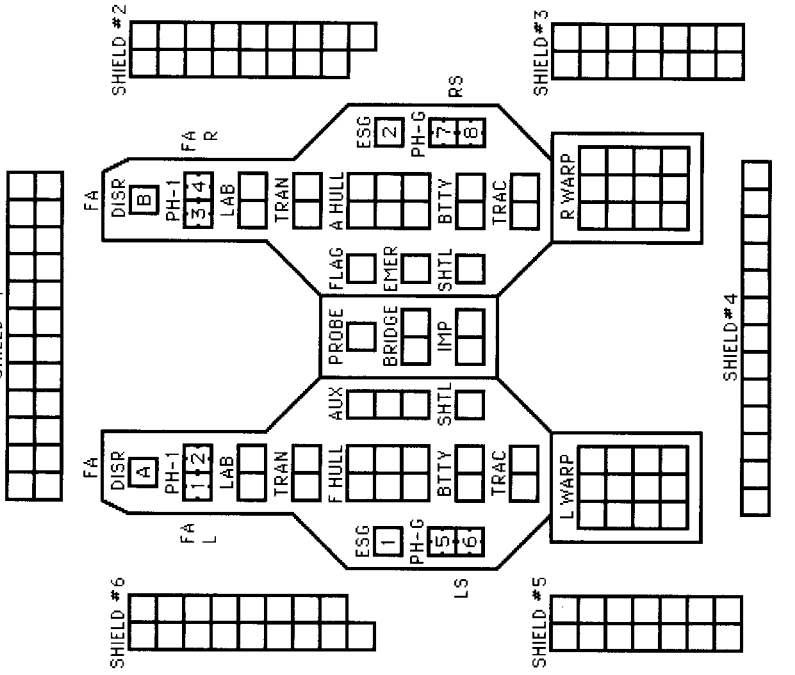 FA
FA
SHIELD #6
DISR
DISR
SHIELD #2
A
B
PH-1
PH-1
FA
L
1 2
3 4
FA
R
LAB
LAB
TRAN
TRAN
F HULL
AUX
PROBE
FLAG
A HULL
ESG
1
BRIDGE
EMER
ESG
2
PH-G
5
6
PH-G
7
8
LS
BTTY
SHTL
IMP
SHTL
BTTY
RS
TRAC
TRAC
SHIELD #5
L WARP
R WARP
SHIELD #3
SHIELD #4